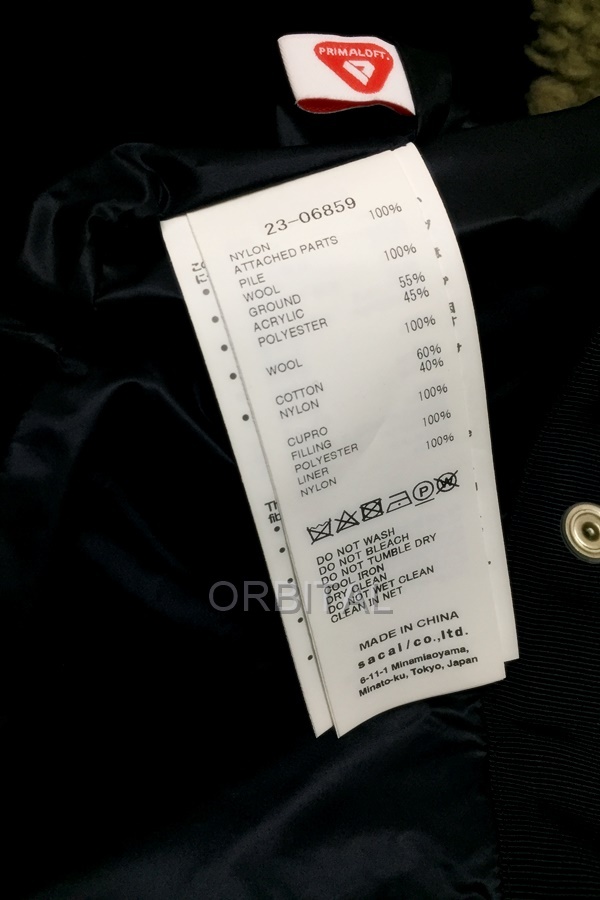 PRIMALOFT.
23-06859
NYLON 100%
ATTACHED PARTS
PILE
WOOL 100%
GROUND
ACRYLIC 55%
POLYESTER 45%
WOOL 100%
COTTON 60%
NYLON 40%
CUPRO 100%
FILLING
POLYESTER 100%
LINER
NYLON 100%
P W
DO NOT WASH
DO NOT BLEACH
DO NOT TUMBLE DRY
COOL IRON
DRY CLEAN
DO NOT WET CLEAN
CLEAN IN NET
ORBITAL
MADE IN CHINA
sacai/co.,ltd.
6-11-1 Minamiaoyama,
Minato-ku, Tokyo, Japan